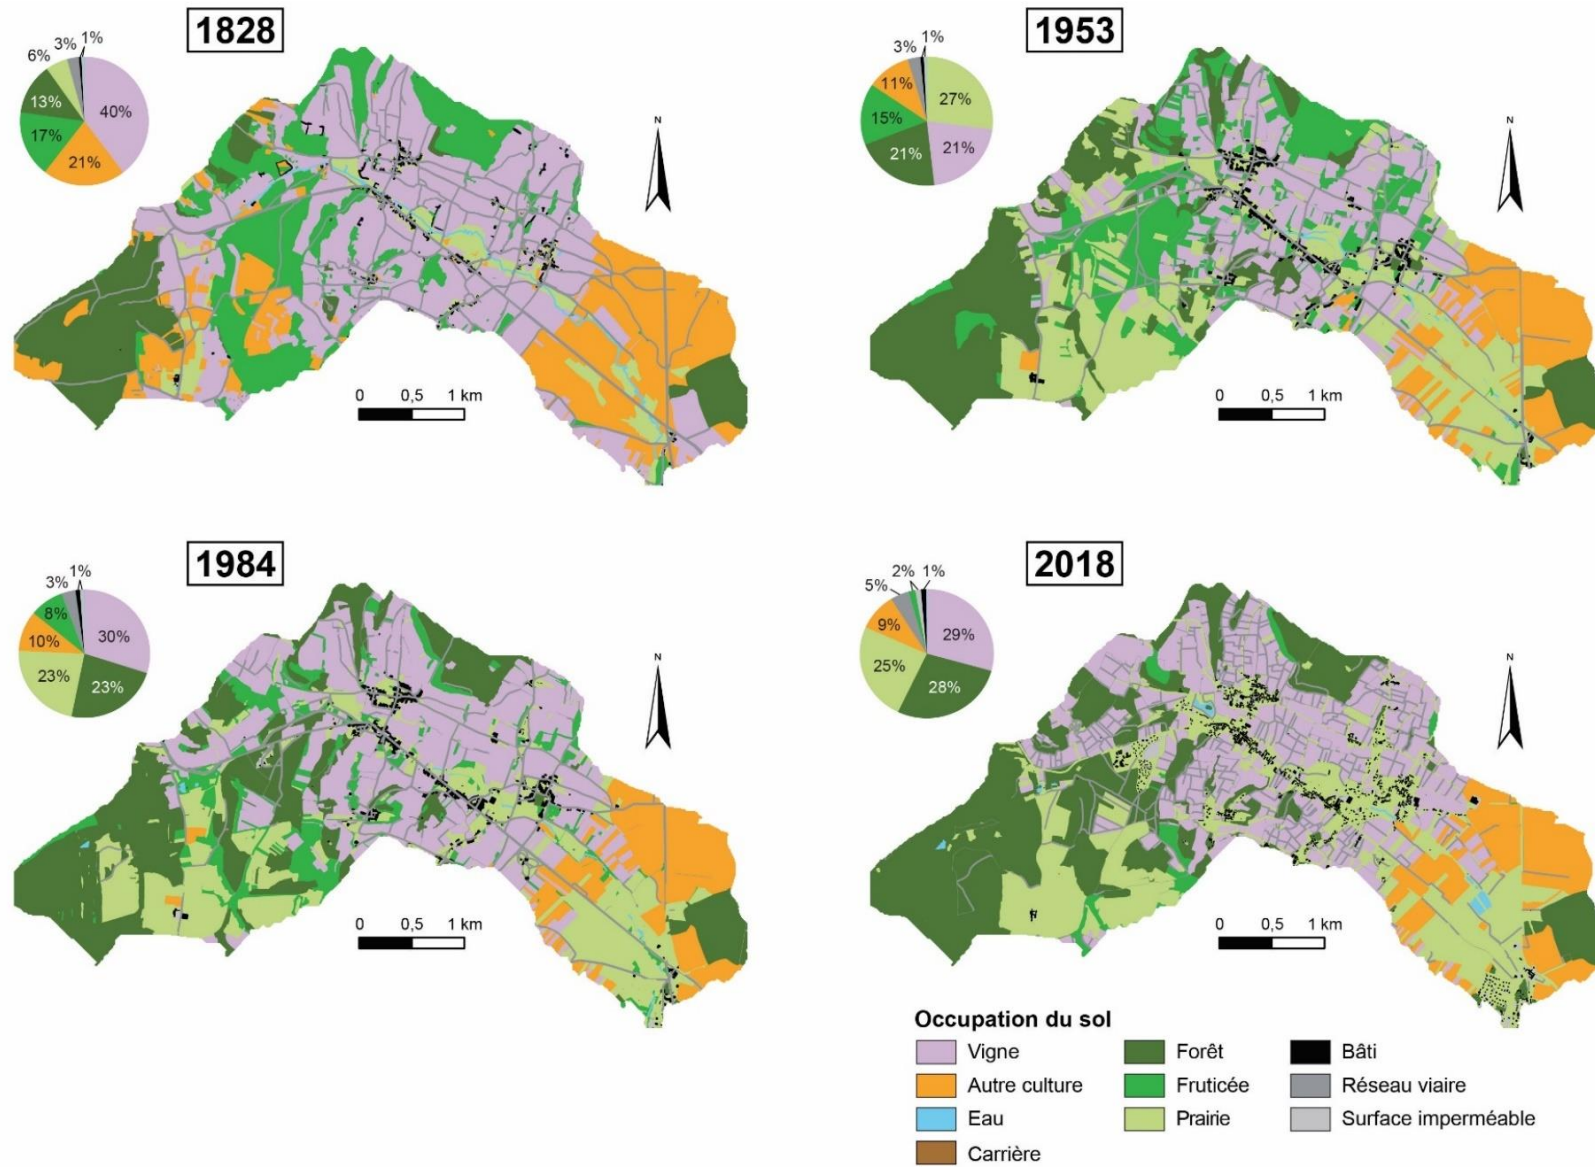 1828
3%
1%
6%
13%
40%
17%
21%
N
0
0,5
1 km
1953
3%
1%
11%
27%
15%
21%
21%
N
0
0,5
1 km
1984
3%
1%
8%
30%
10%
23%
23%
N
0
0,5
1 km
2018
5%
2%
1%
9%
29%
25%
28%
N
0
0,5
1 km
Occupation du sol
Vigne
Autre culture
Eau
Carrière
Forêt
Fruticée
Prairie
Bâti
Réseau viaire
Surface imperméable